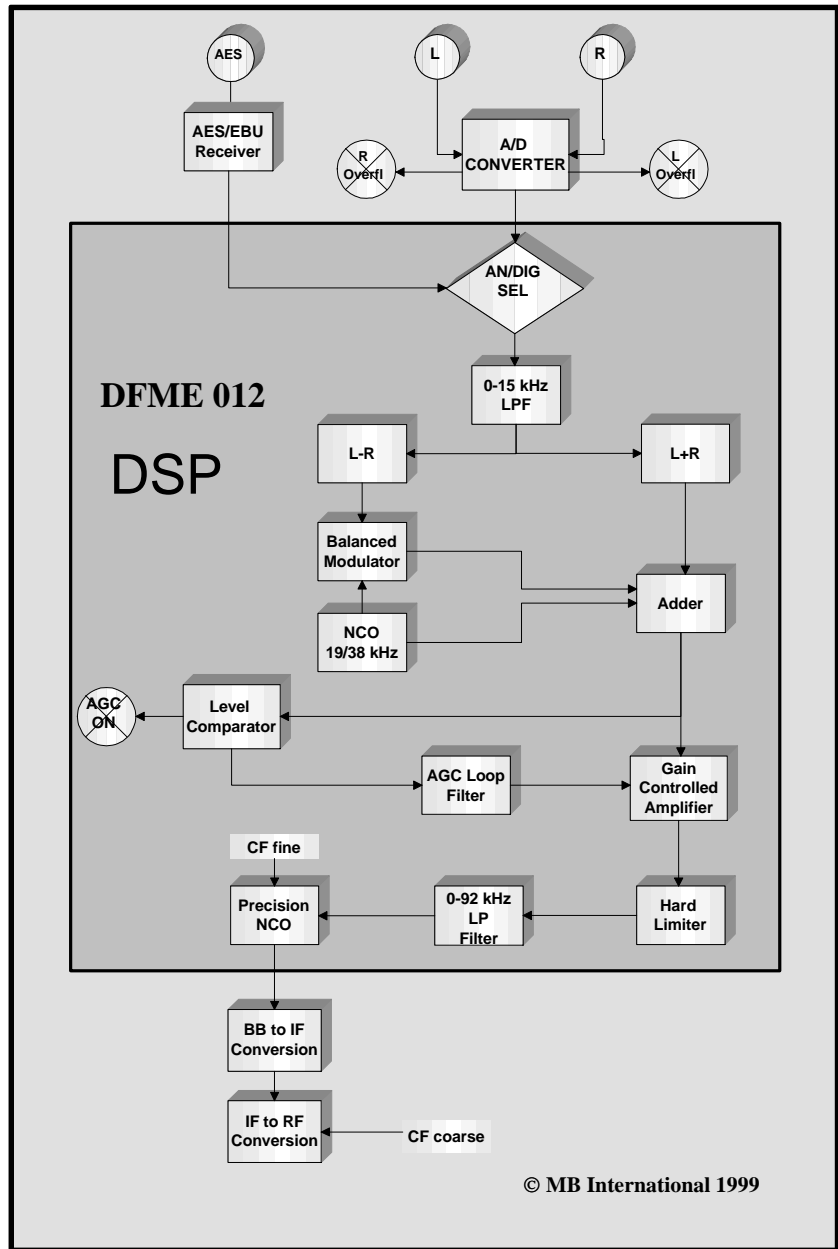 AES
L
R
AES/EBU
Receiver
A/D
CONVERTER
R
Overfl
L
Overfl
AN/DIG
SEL
DFME 012
DSP
0-15 kHz
LPF
L-R
L+R
Balanced
Modulator
Adder
NCO
19/38 kHz
AGC
ON
Level
Comparator
AGC Loop
Filter
Gain
Controlled
Amplifier
CF fine
Precision
NCO
0-92 kHz
LP
Filter
Hard
Limiter
BB to IF
Conversion
IF to RF
Conversion
CF coarse
© MB International 1999